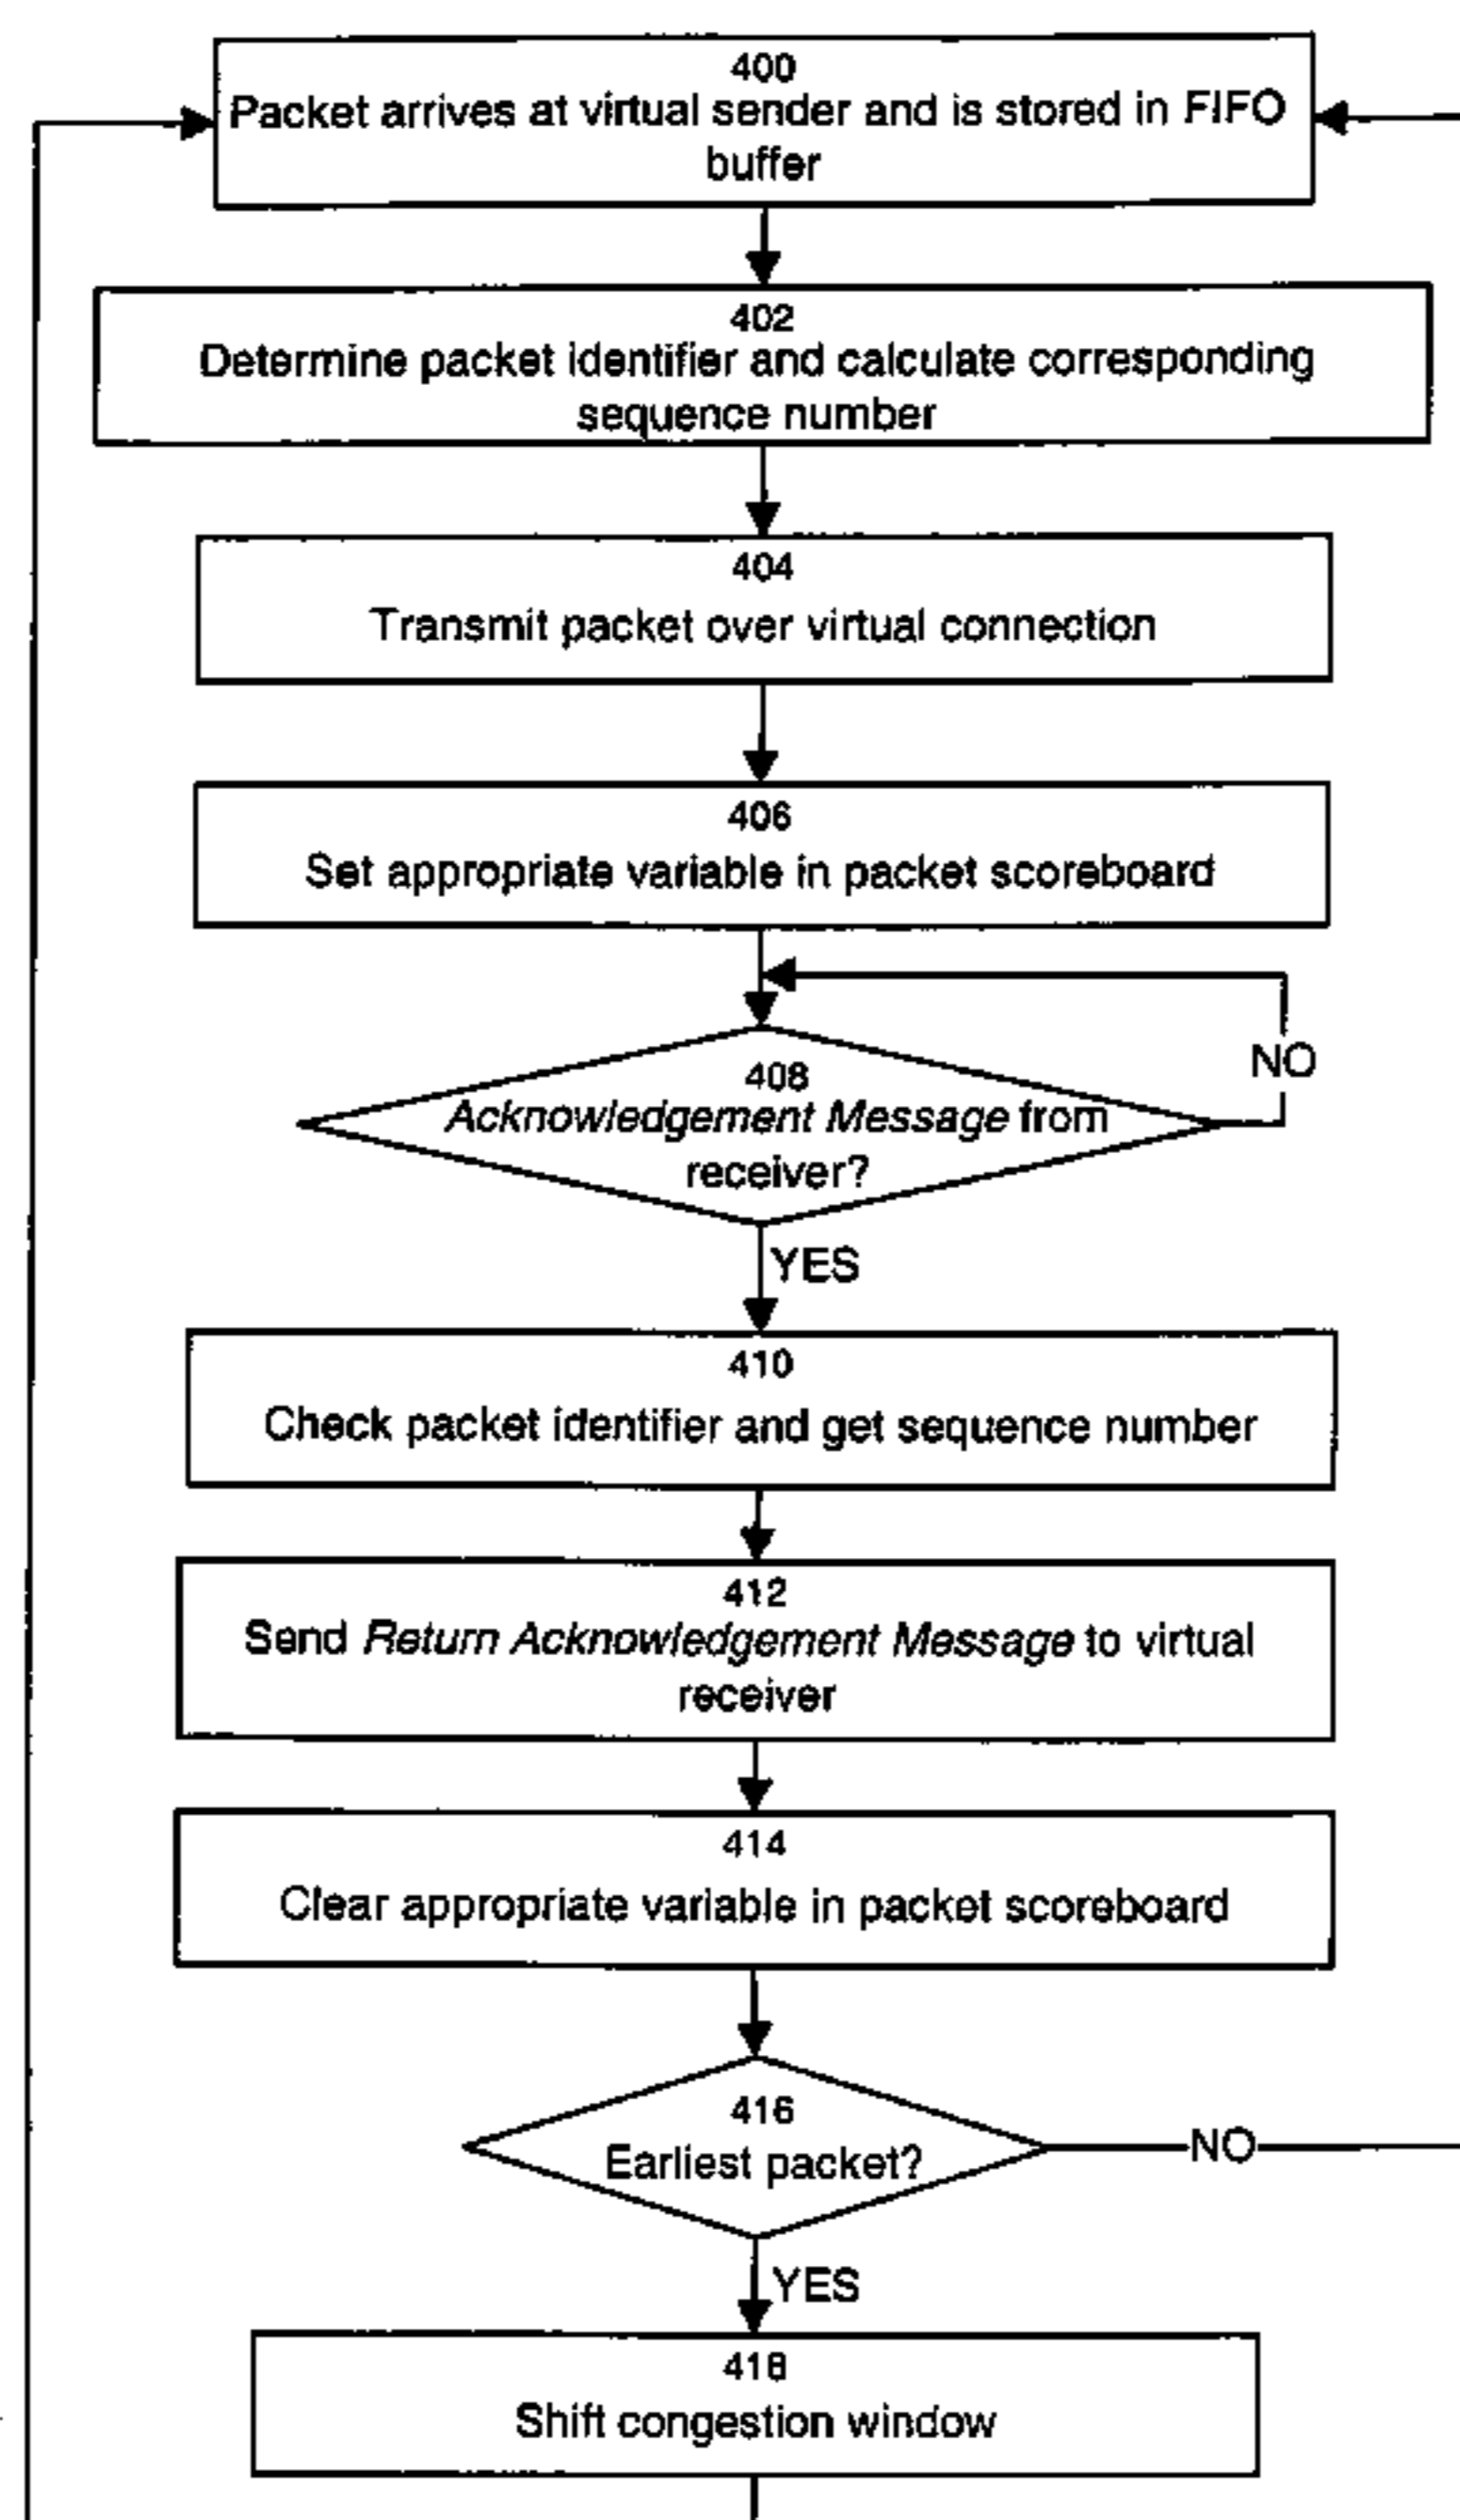 400
Packet arrives at virtual sender and is stored in FIFO
buffer
402
Determine packet identifier and calculate corresponding
sequence number
404
Transmit packet over virtual connection
406
Set appropriate variable in packet scoreboard
NO
408
Acknowledgement Message from
receiver?
YES
410
Check packet identifier and get sequence number
412
Send Return Acknowledgement Message to virtual
receiver
414
Clear appropriate variable in packet scoreboard
416
Earliest packet?
NO
YES
418
Shift congestion window